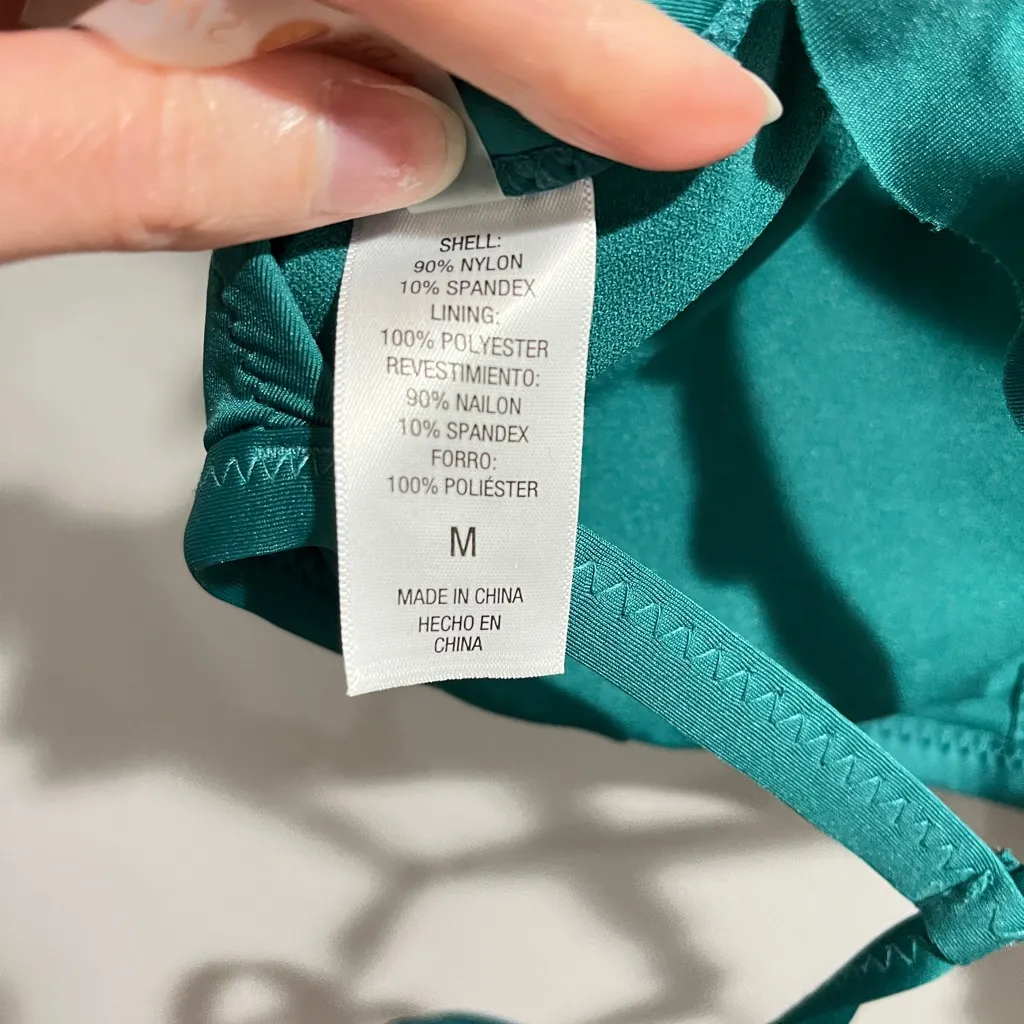 SHELL:
90% NYLON
10% SPANDEX
LINING:
100% POLYESTER
REVESTIMIENTO:
90% NAILON
10% SPANDEX
FORRO:
100% POLIÉSTER
M
MADE IN CHINA
HECHO EN
CHINA